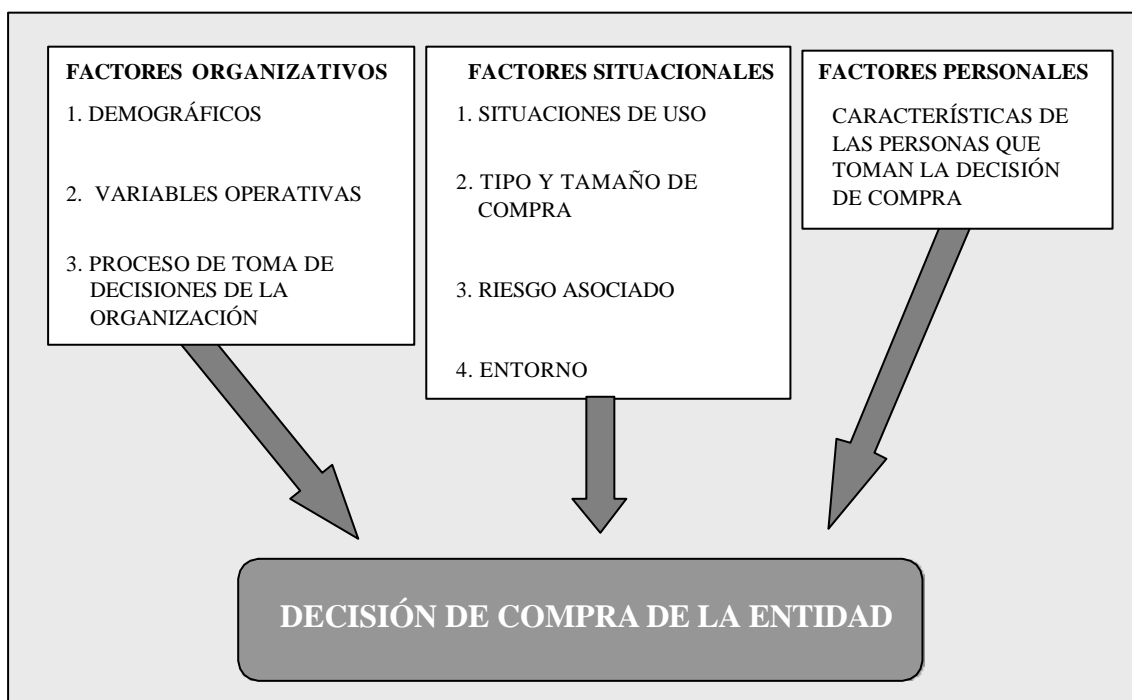 FACTORES ORGANIZATIVOS
1. DEMOGRÁFICOS
2. VARIABLES OPERATIVAS
3. PROCESO DE TOMA DE
DECISIONES DE LA
ORGANIZACIÓN
FACTORES SITUACIONALES
1. SITUACIONES DE USO
2. TIPO Y TAMAÑO DE
COMPRA
3. RIESGO ASOCIADO
4. ENTORNO
FACTORES PERSONALES
CARACTERÍSTICAS DE
LAS PERSONAS QUE
TOMAN LA DECISIÓN
DE COMPRA
DECISIÓN DE COMPRA DE LA ENTIDAD